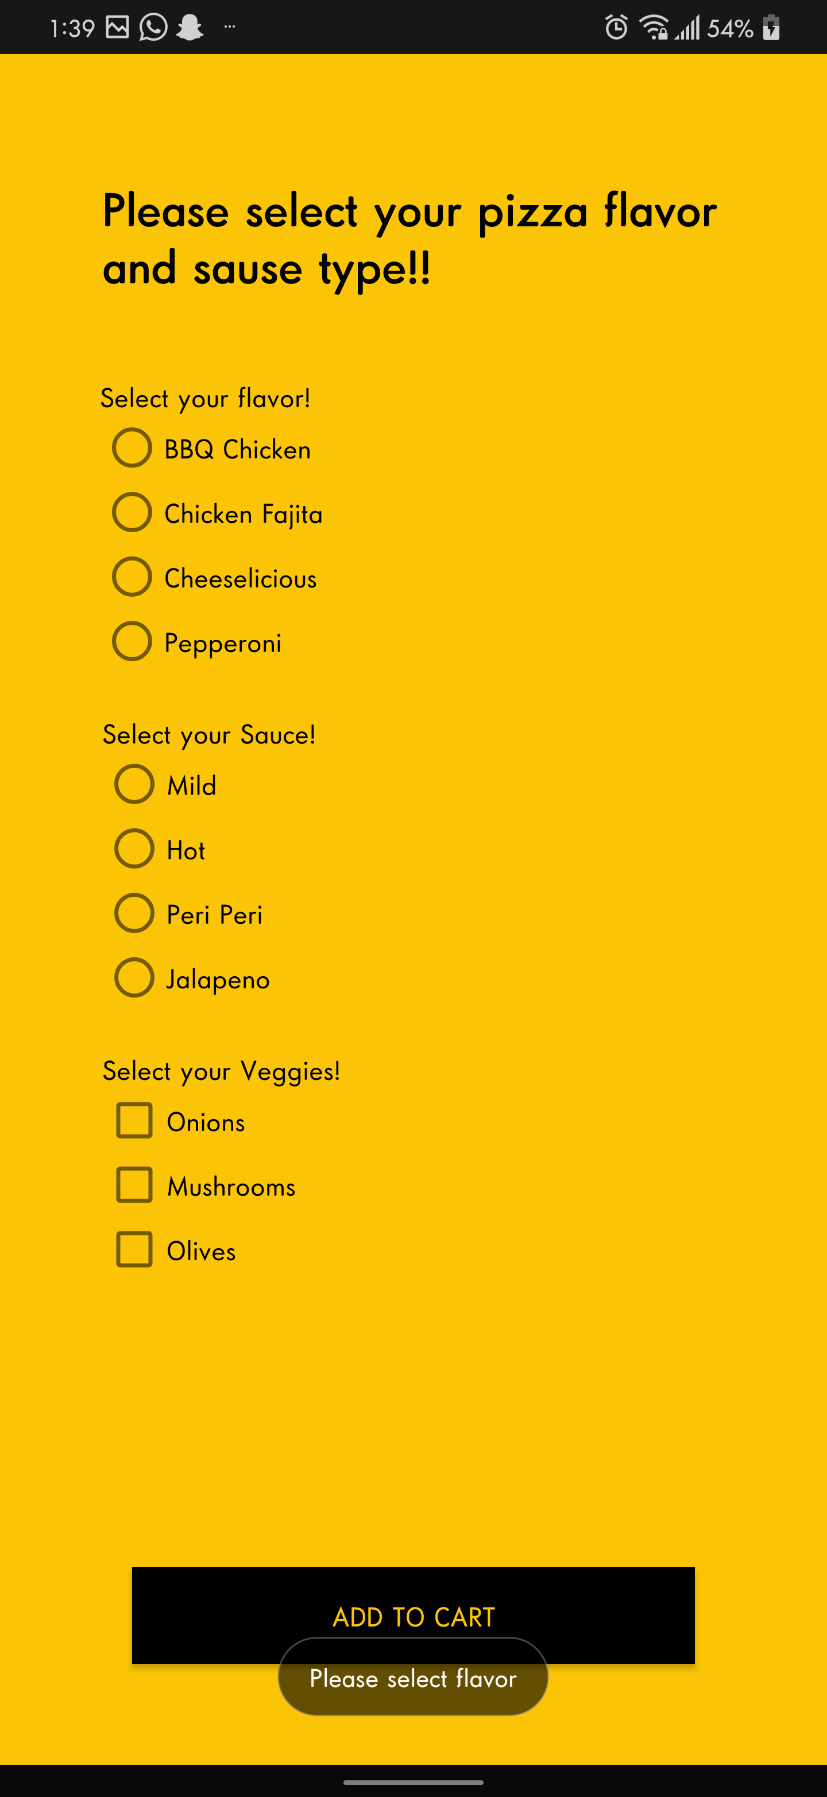 1:39
54%
Please select your pizza flavor
and sause type!!
Select your flavor!
BBQ Chicken
Chicken Fajita
Cheeselicious
Pepperoni
Select your Sauce!
Mild
Hot
Peri Peri
Jalapeno
Select your Veggies!
Onions
Mushrooms
Olives
ADD TO CART
Please select flavor